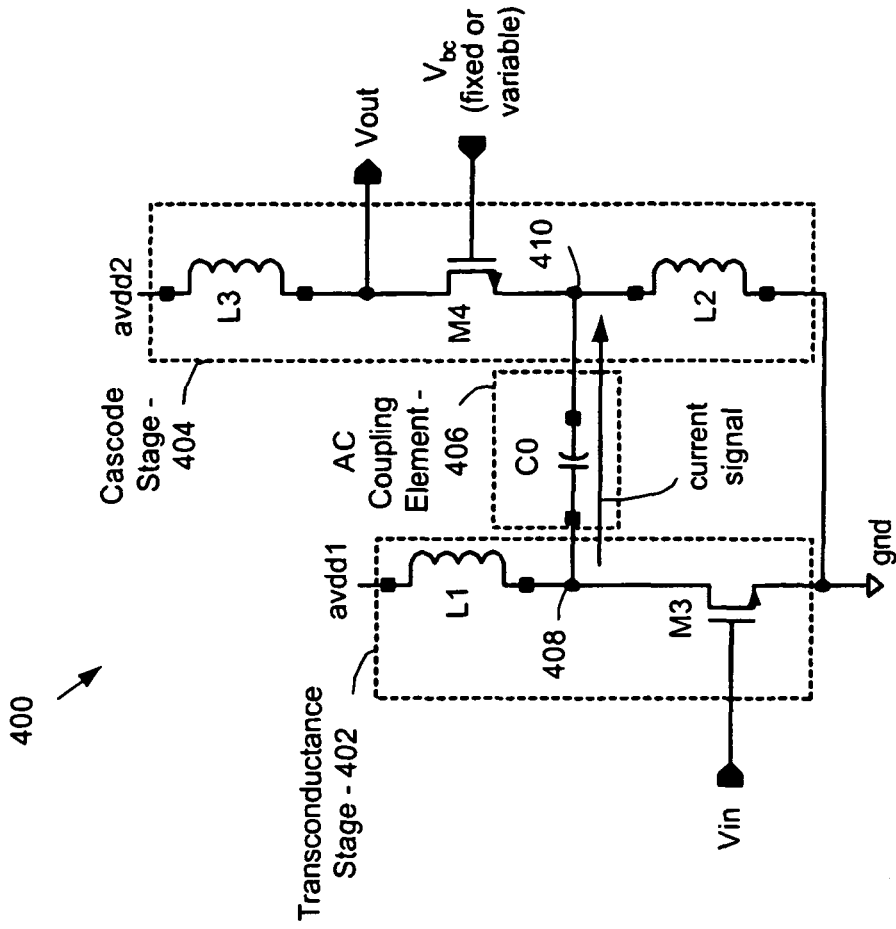 400
Transconductance
Stage - 402
Vin
avdd1
L1
408
M3
gnd
Cascode
Stage -
404
AC
Coupling
Element -
406
C0
current
signal
avdd2
L3
M4
410
L2
Vout
V_bc
(fixed or
variable)